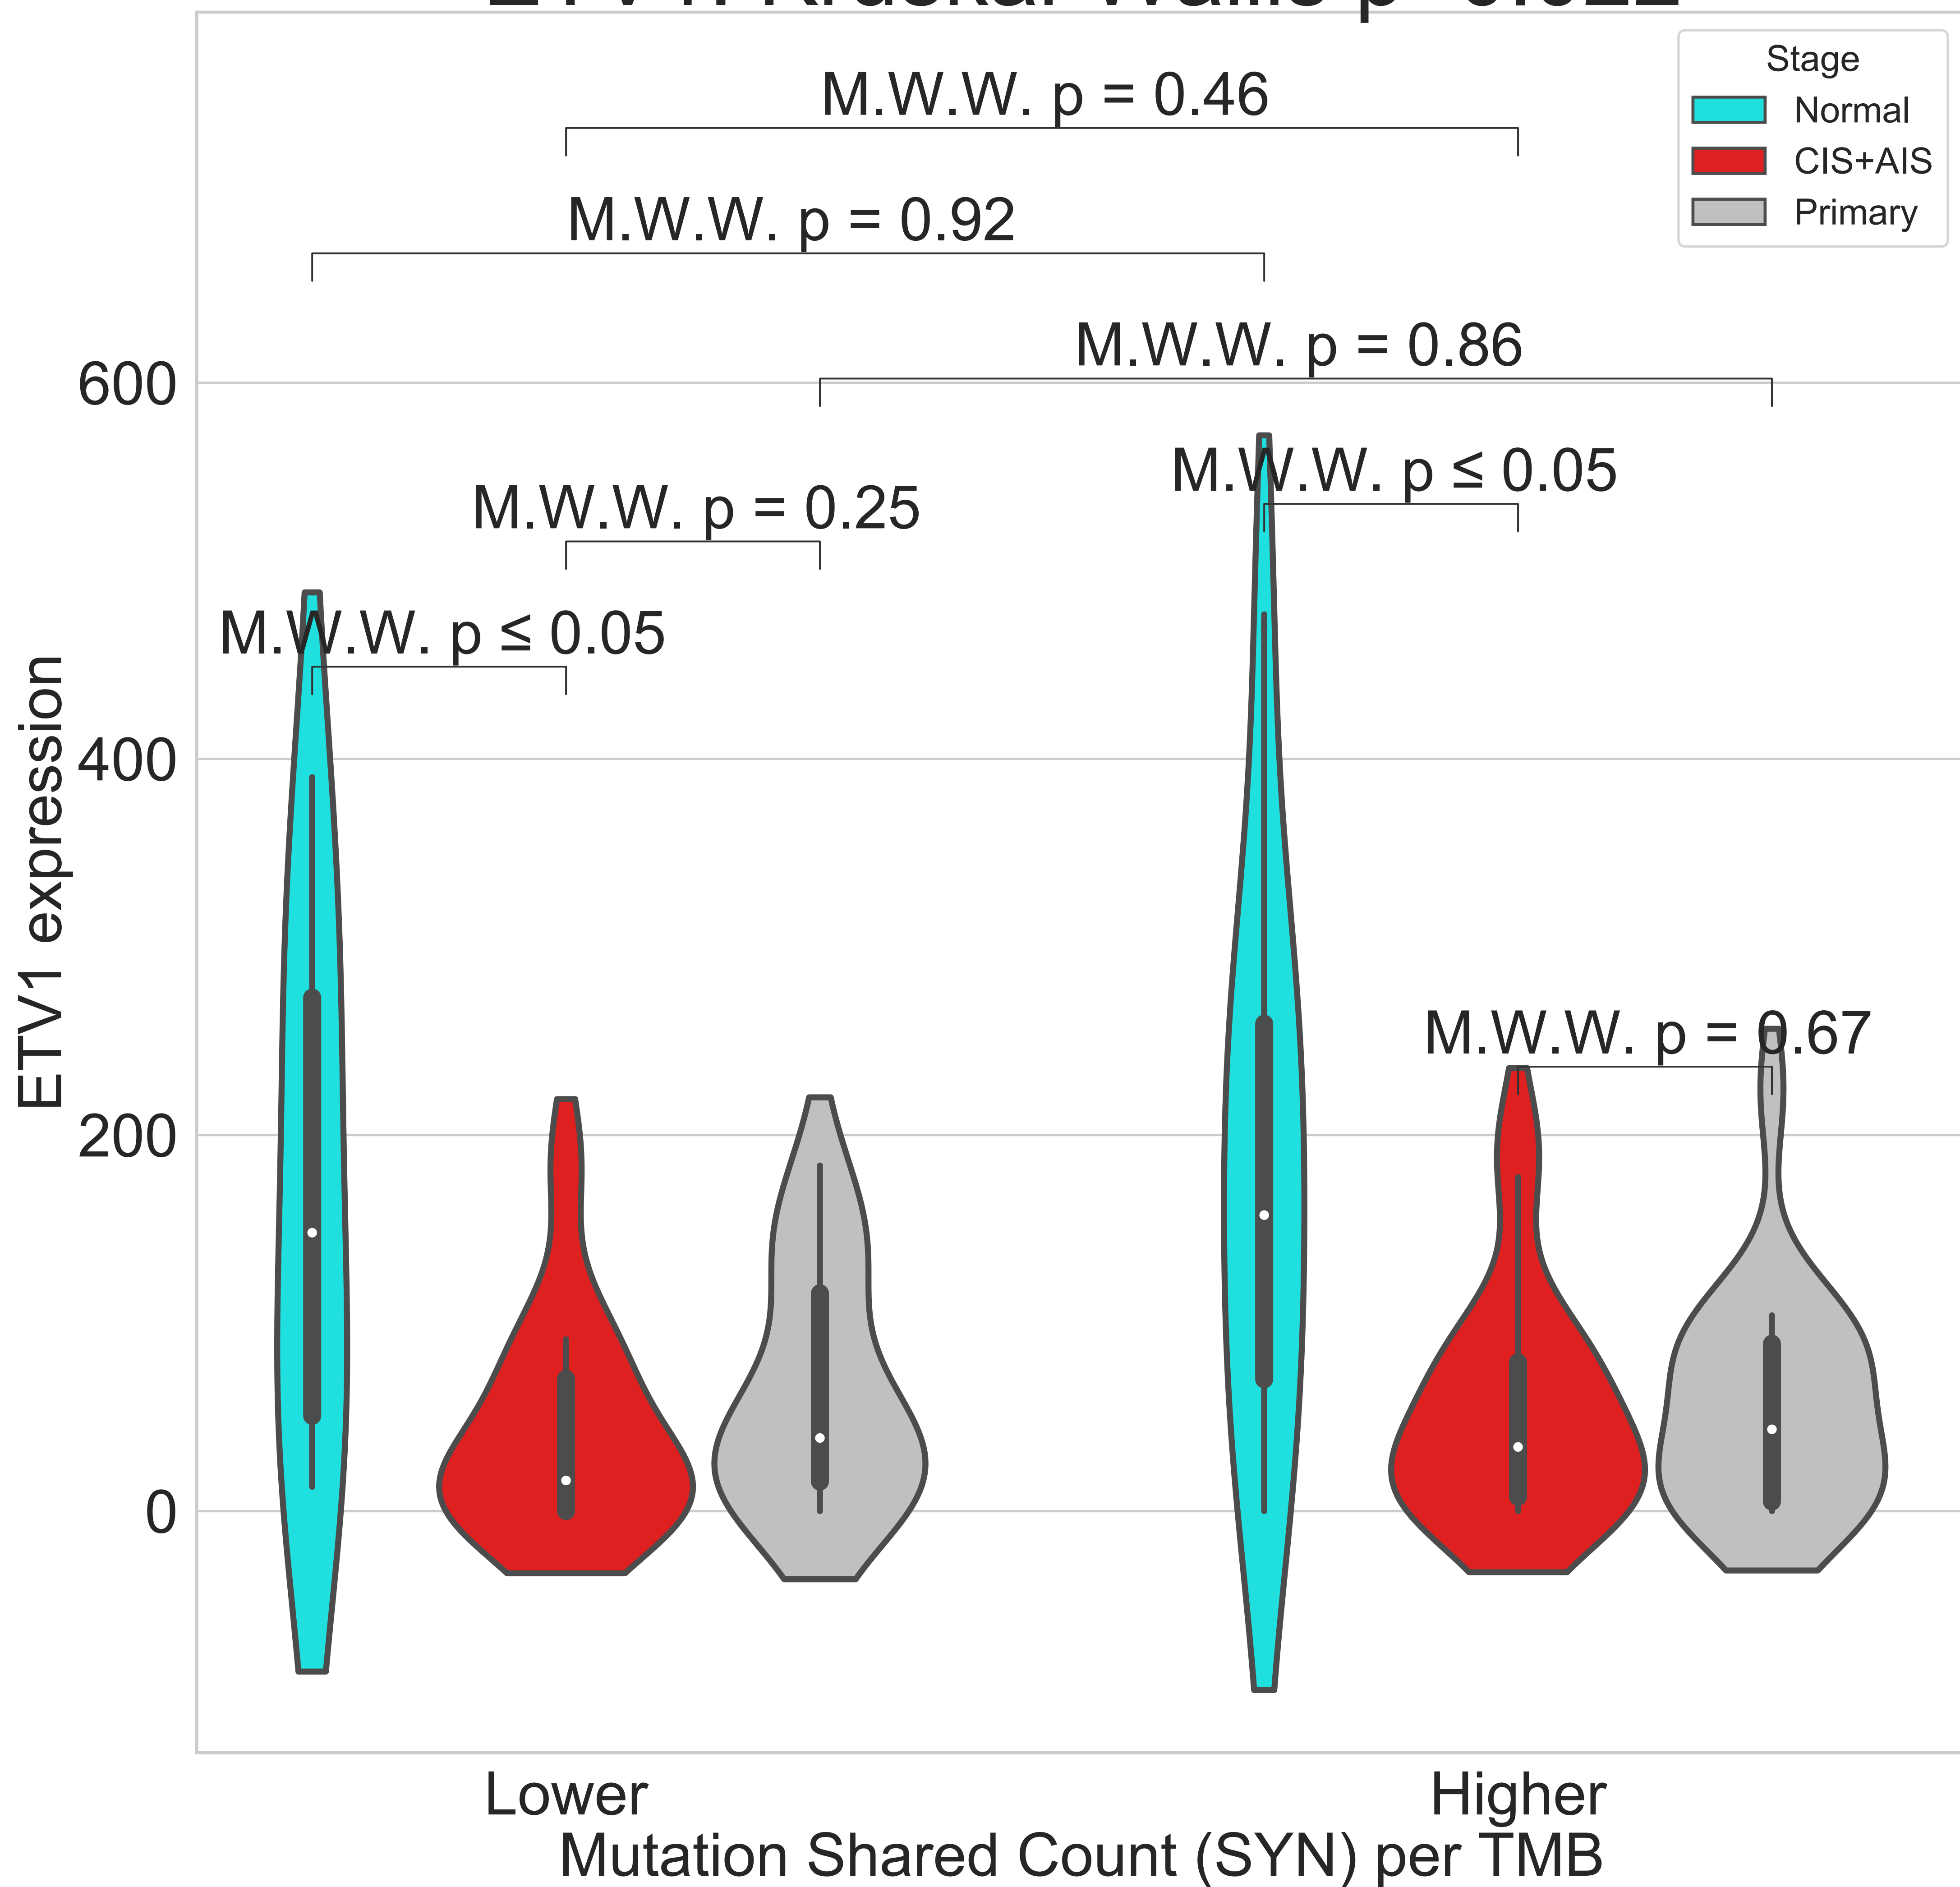 Stage
Normal
CIS+AIS
Primary
M.W.W. p = 0.46
M.W.W. p = 0.92
M.W.W. p = 0.86
M.W.W. p ≤ 0.05
M.W.W. p = 0.25
M.W.W. p ≤ 0.05
M.W.W. p = 0.67
600
400
200
0
ETV1 expression
Lower
Higher
Mutation Shared Count (SYN) per TMB